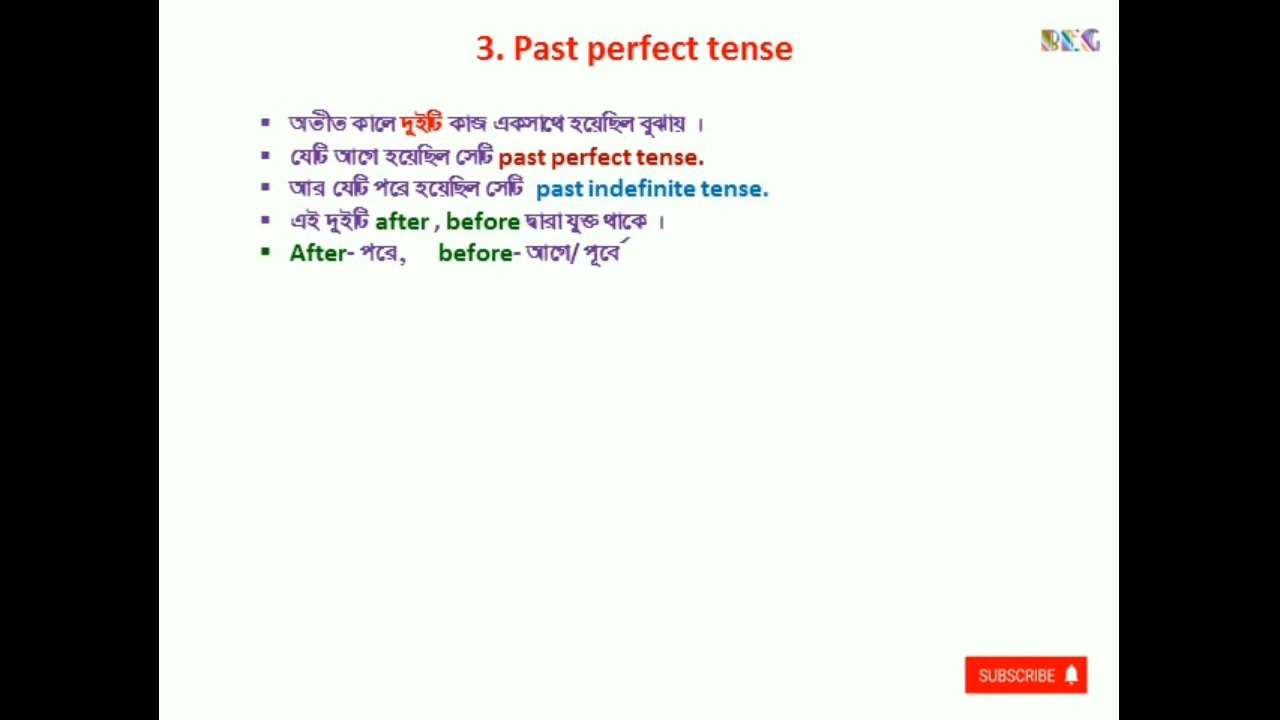 3. Past perfect tense
BEG
অতীত কালে দুইটি কাজ একসাথে হয়েছিল বুঝায় ।
যেটি আগে হয়েছিল সেটি past perfect tense.
আর যেটি পরে হয়েছিল সেটি past indefinite tense.
এই দুইটি after , before দ্বারা যুক্ত থাকে ।
After- পরে, before- আগে/ পূর্বে
SUBSCRIBE